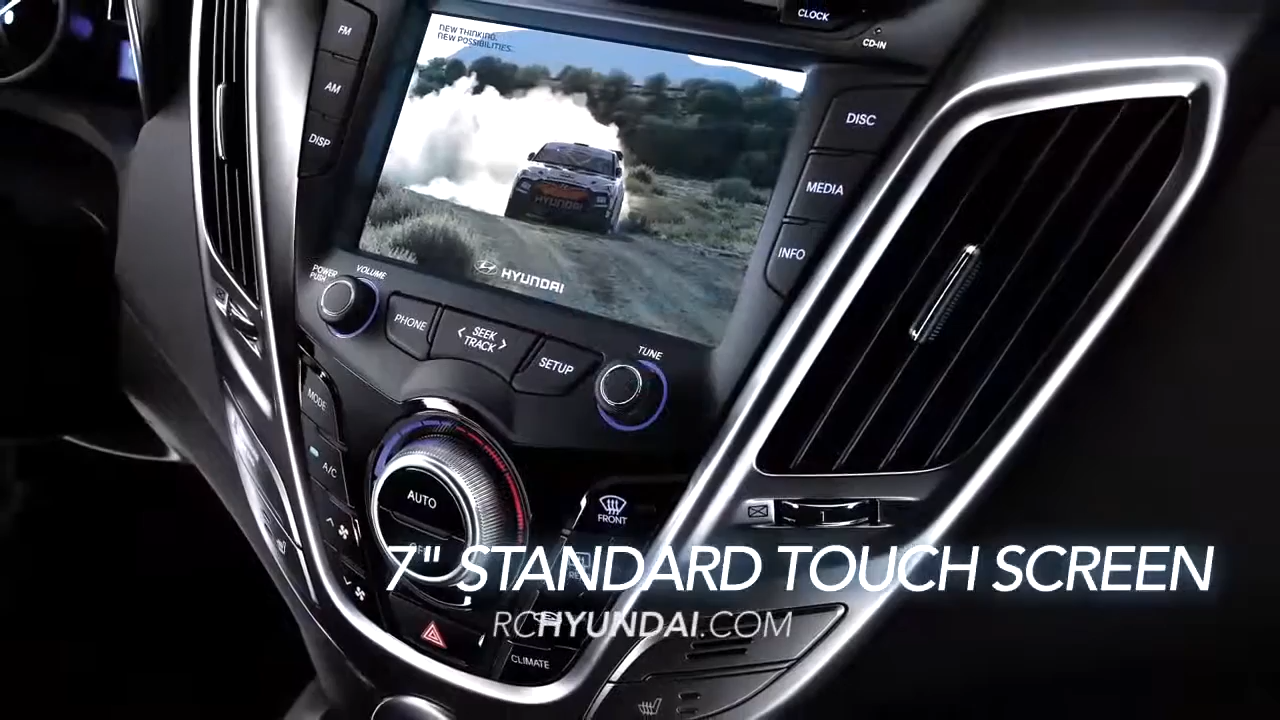 CLOCK
CD-IN
FM
AM
DISP
NEW THINKING.
NEW POSSIBILITIES.
HYUNDAI
HYUNDAI
DISC
MEDIA
INFO
POWER
PUSH
VOLUME
PHONE
SEEK
TRACK
SETUP
TUNE
MODE
A/C
AUTO
FRONT
7" STANDARD TOUCH SCREEN
RCHYUNDAI.COM
CLIMATE